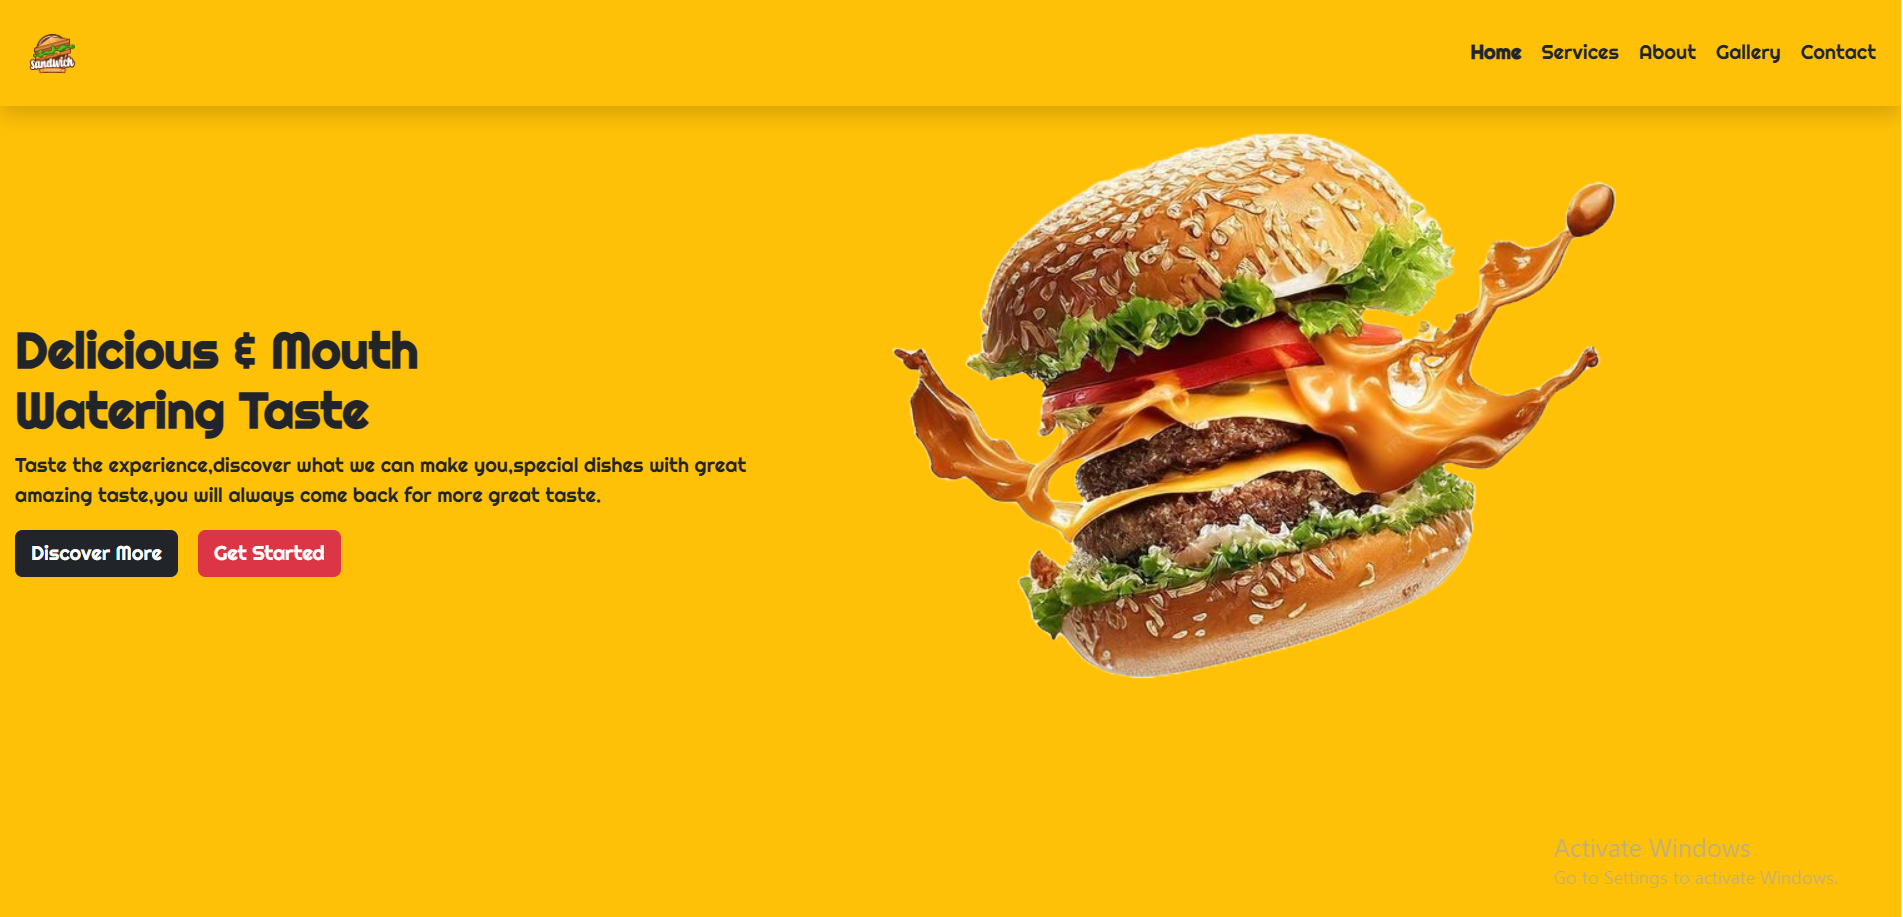 sandwich
Home Services About Gallery Contact
Delicious & Mouth
Watering Taste
Taste the experience,discover what we can make you,special dishes with great
amazing taste,you will always come back for more great taste.
Discover More Get Started
Activate Windows
Go to Settings to activate Windows.